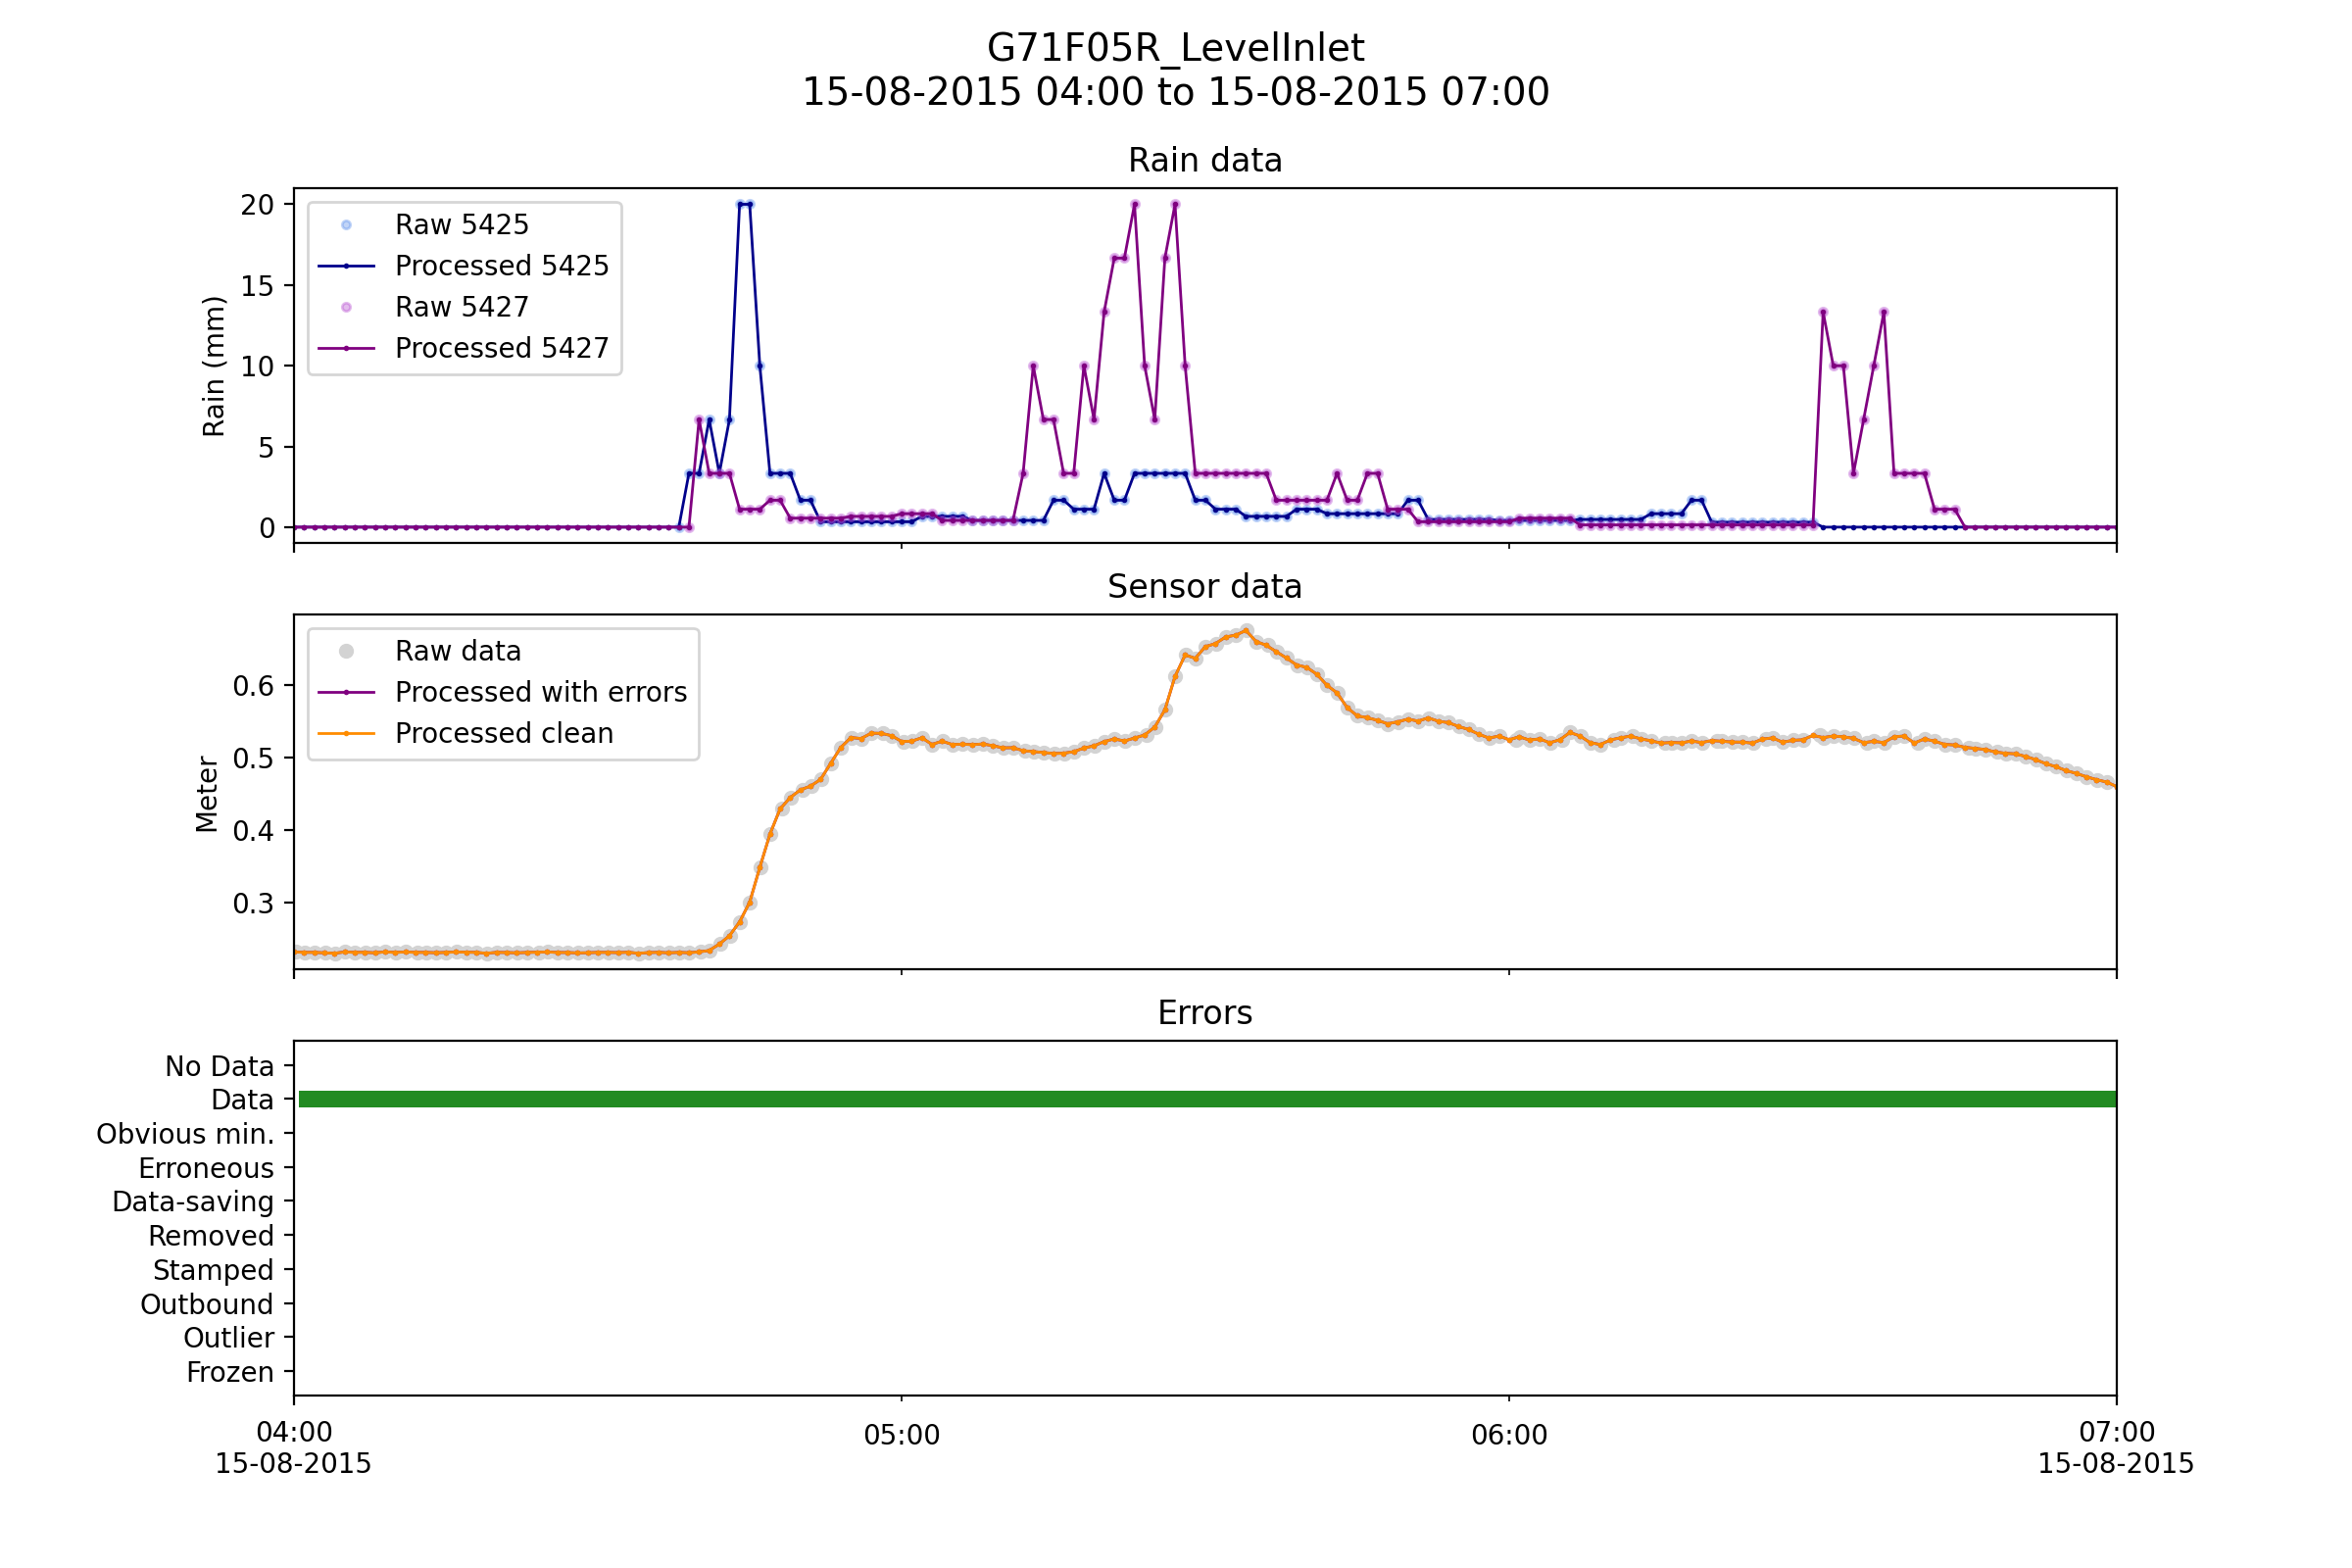 G71F05R_LevelInlet
15-08-2015 04:00 to 15-08-2015 07:00
Rain data
20
15
10
5
0
Rain (mm)
Raw 5425
Processed 5425
Raw 5427
Processed 5427
Sensor data
0.6
0.5
0.4
0.3
Meter
Raw data
Processed with errors
Processed clean
Errors
No Data
Data
Obvious min.
Erroneous
Data-saving
Removed
Stamped
Outbound
Outlier
Frozen
04:00
15-08-2015
05:00
06:00
07:00
15-08-2015